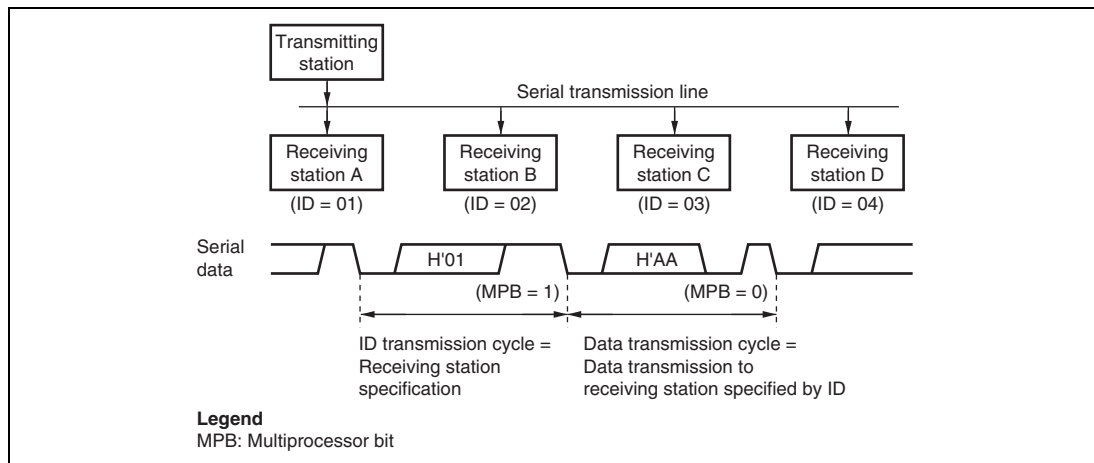 Transmitting
station
Serial transmission line
Receiving
station A
(ID = 01)
Receiving
station B
(ID = 02)
Receiving
station C
(ID = 03)
Receiving
station D
(ID = 04)
Serial
data
H'01
H'AA
(MPB = 1)
(MPB = 0)
ID transmission cycle =
Receiving station
specification
Data transmission cycle =
Data transmission to
receiving station specified by ID
Legend
MPB: Multiprocessor bit